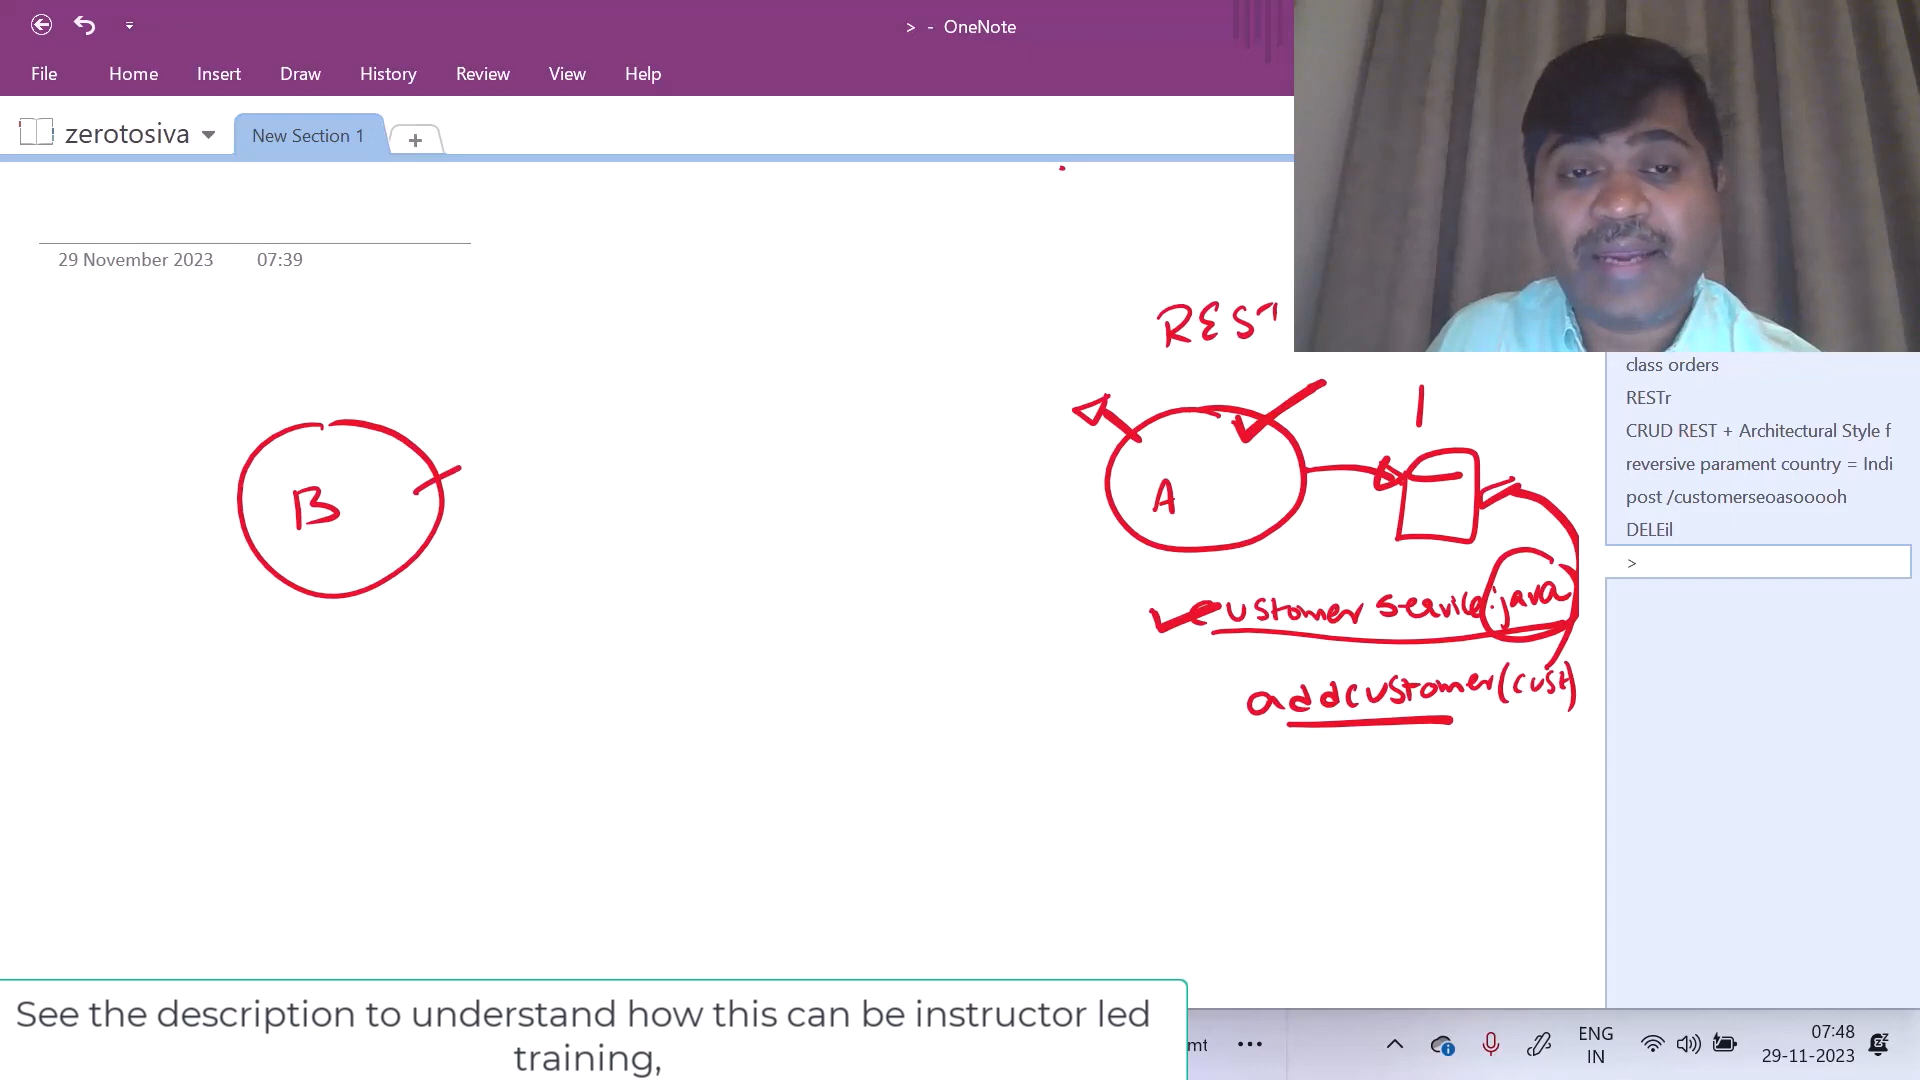 > - OneNote
File Home Insert Draw History Review View Help
zerotosiva New Section 1 +
29 November 2023 07:39
REST
1
B
A
customer service.java
addcustomer(cust)
class orders
RESTr
CRUD REST + Architectural Style f
reversive parament country = Indi
post /customerseoasooooh
DELEil
>
See the description to understand how this can be instructor led
training,
mt
ENG
IN
07:48
29-11-2023